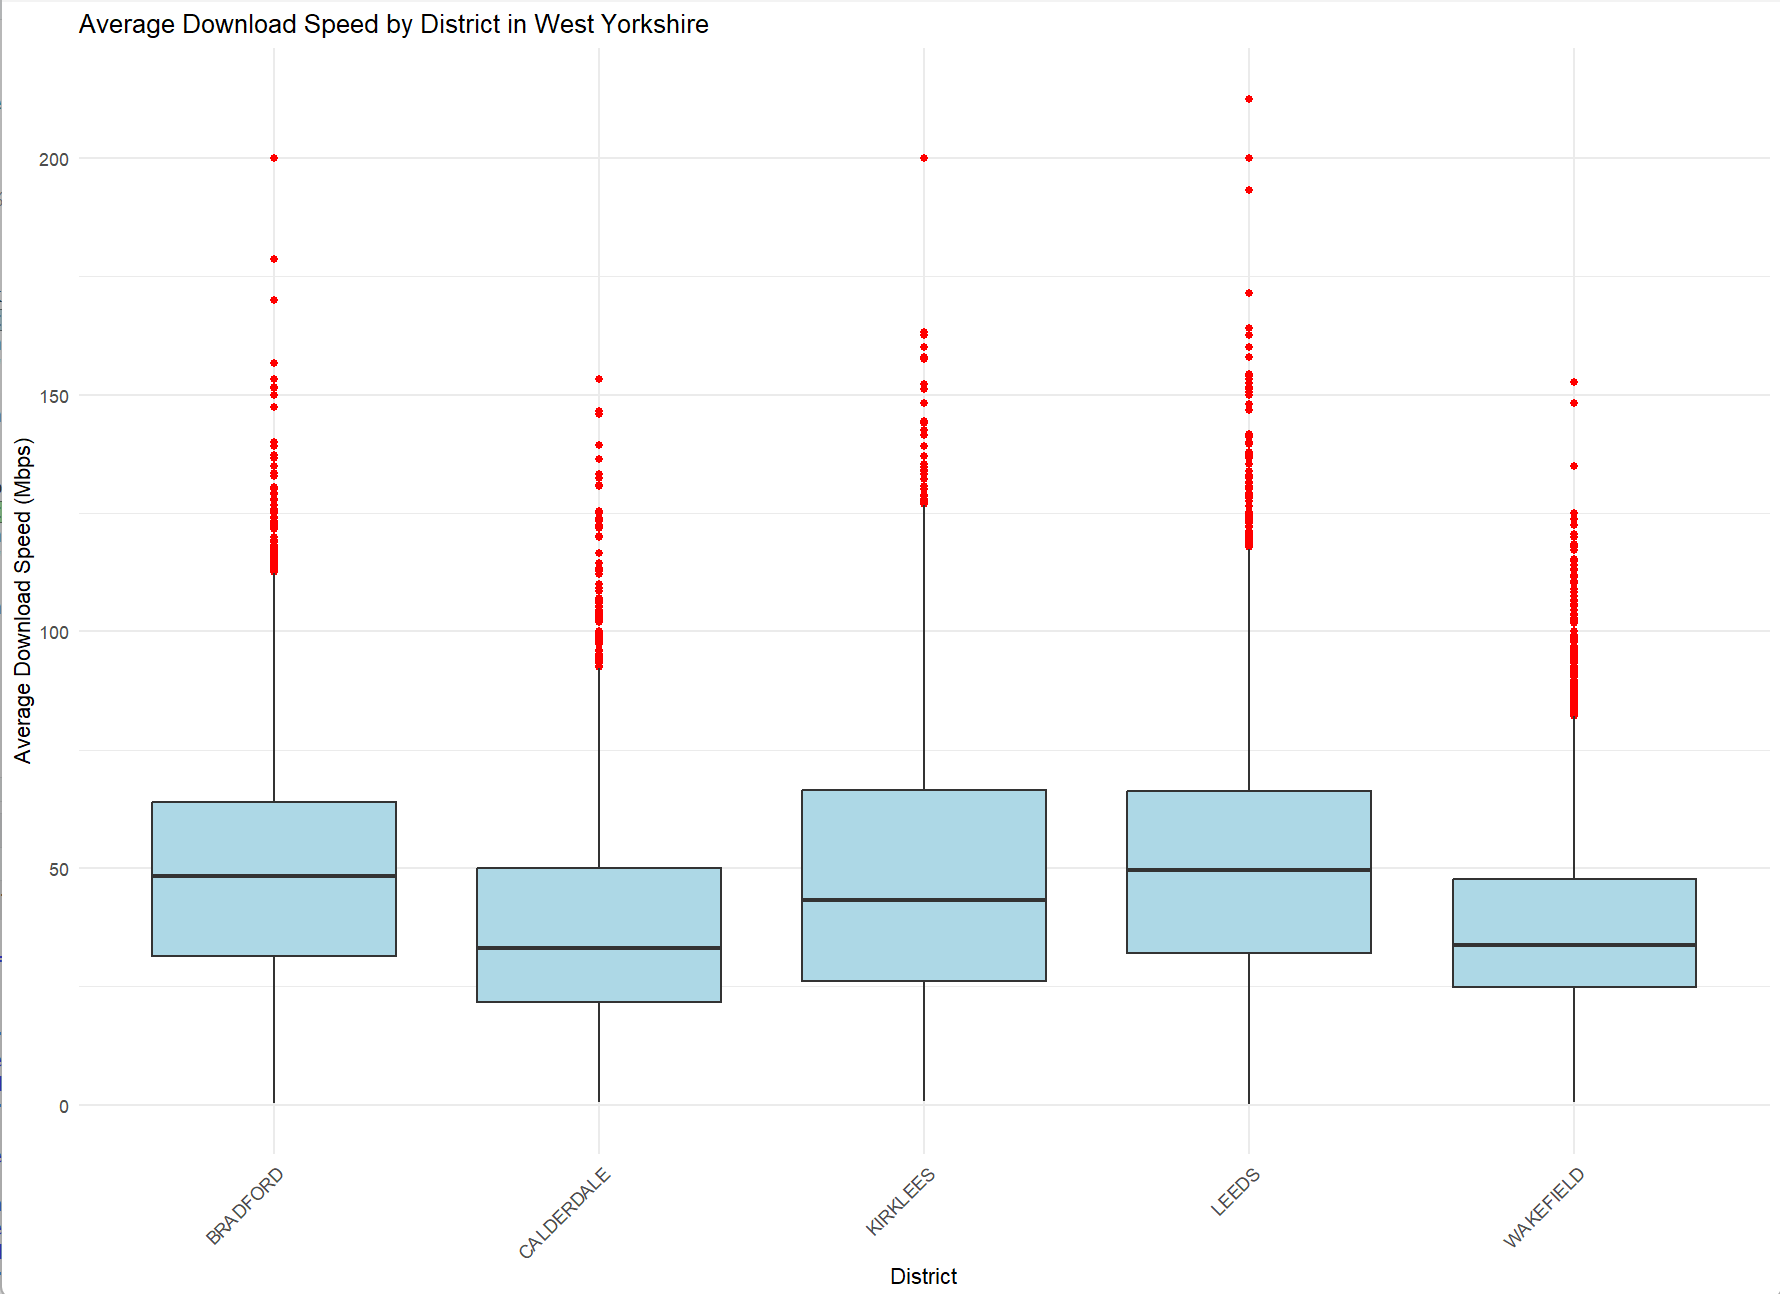 Average Download Speed by District in West Yorkshire
Average Download Speed (Mbps)
200
150
100
50
0
BRADFORD
CALDERDALE
KIRKLEES
LEEDS
WAKEFIELD
District